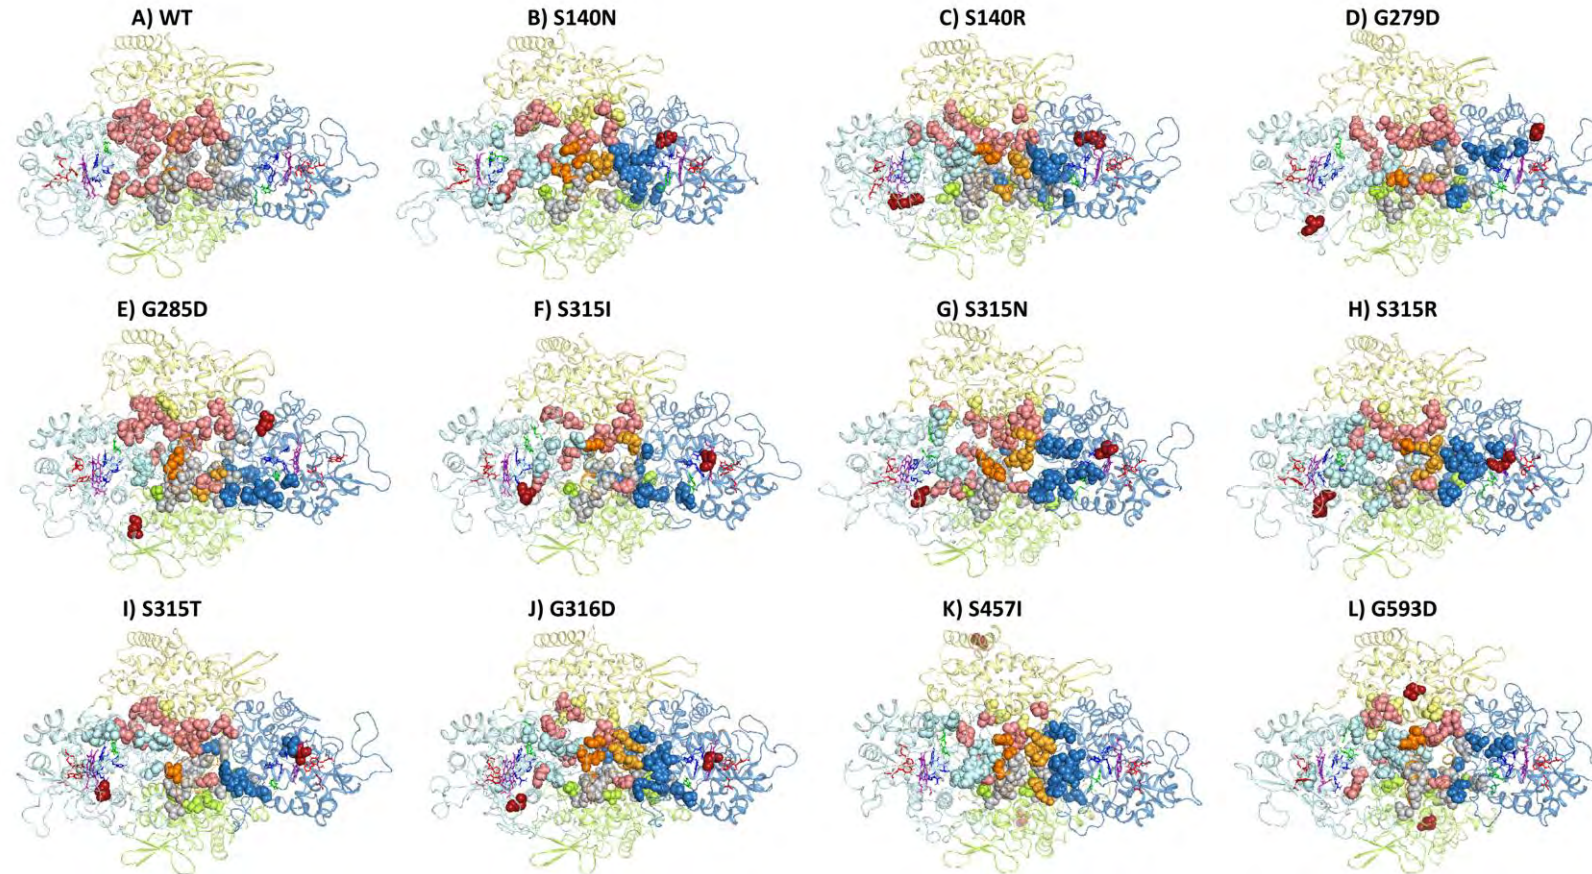 A) WT
B) S140N
C) S140R
D) G279D
E) G285D
F) S315I
G) S315N
H) S315R
I) S315T
J) G316D
K) S457I
L) G593D